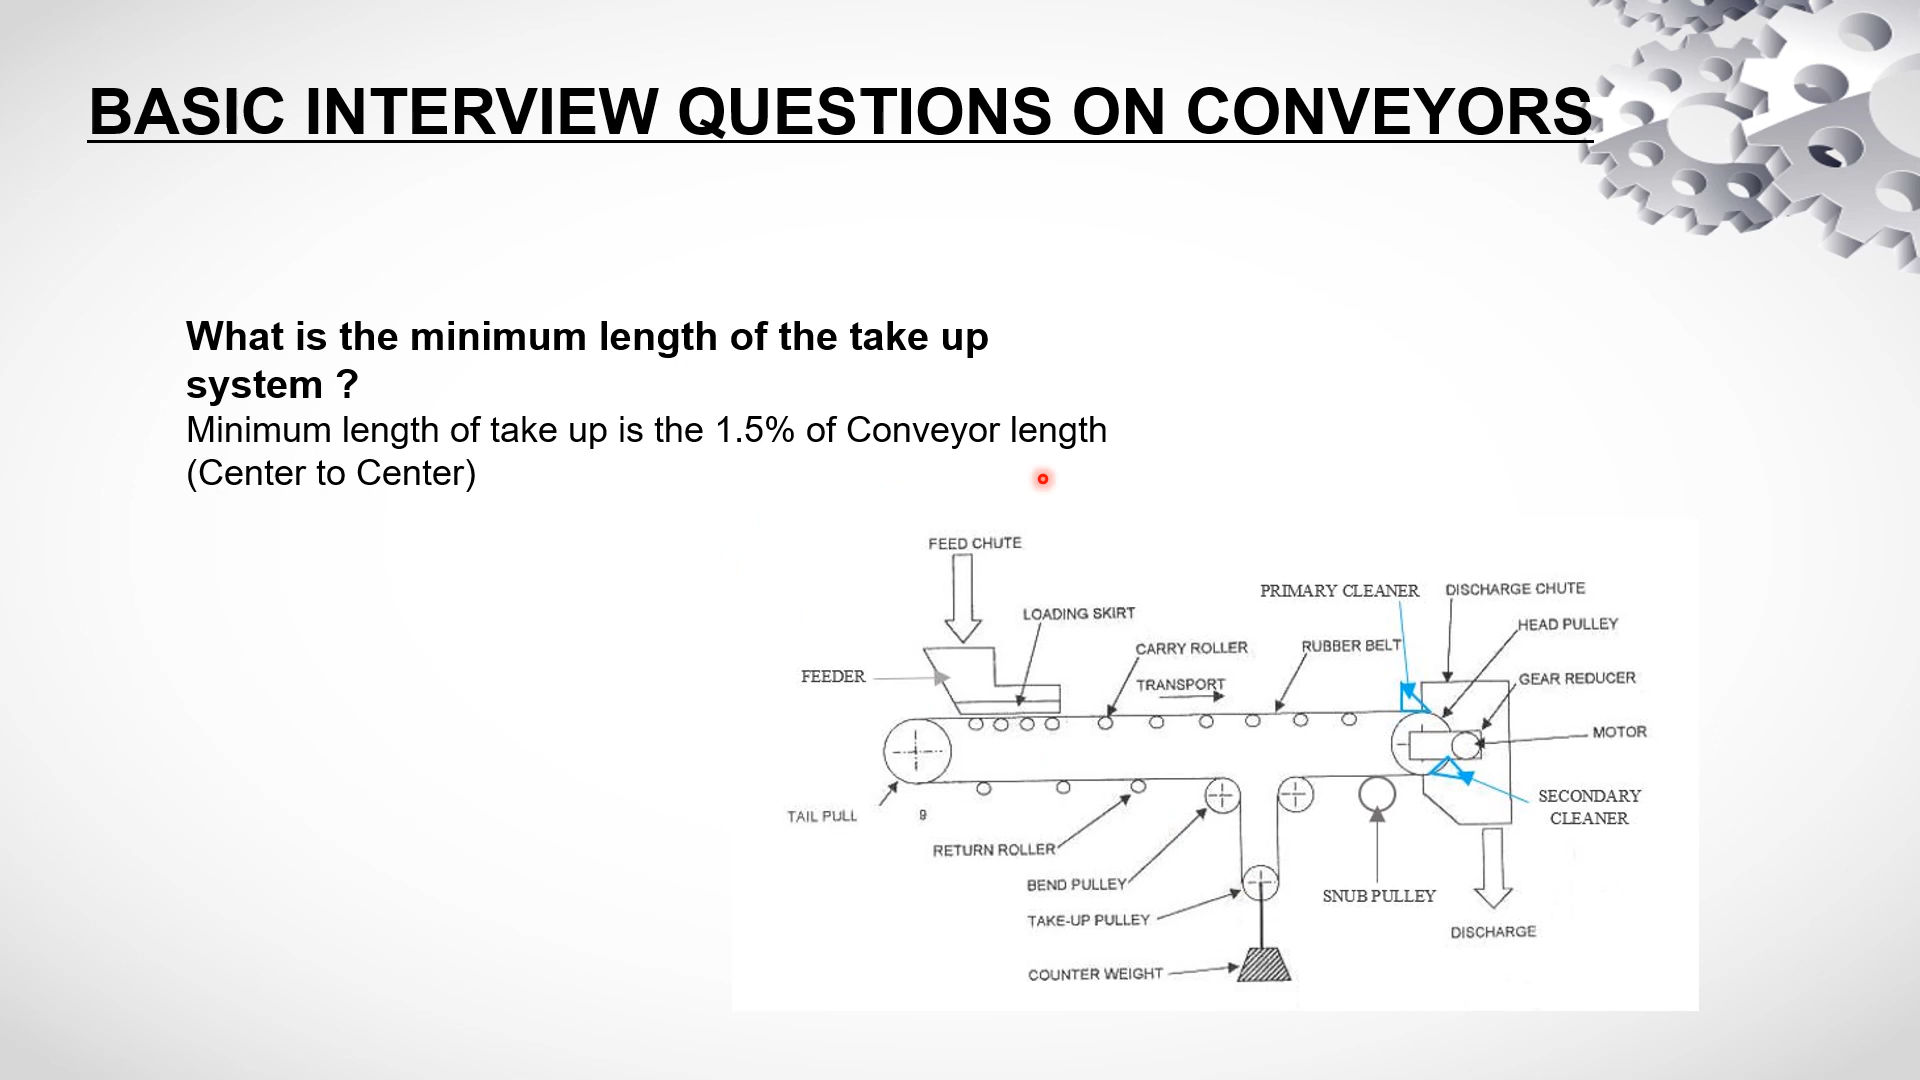 BASIC INTERVIEW QUESTIONS ON CONVEYORS
What is the minimum length of the take up
system ?
Minimum length of take up is the 1.5% of Conveyor length
(Center to Center)
FEED CHUTE
PRIMARY CLEANER
DISCHARGE CHUTE
LOADING SKIRT
HEAD PULLEY
CARRY ROLLER
RUBBER BELT
FEEDER
TRANSPORT
GEAR REDUCER
MOTOR
SECONDARY
CLEANER
TAIL PULL
9
RETURN ROLLER
BEND PULLEY
SNUB PULLEY
TAKE-UP PULLEY
DISCHARGE
COUNTER WEIGHT